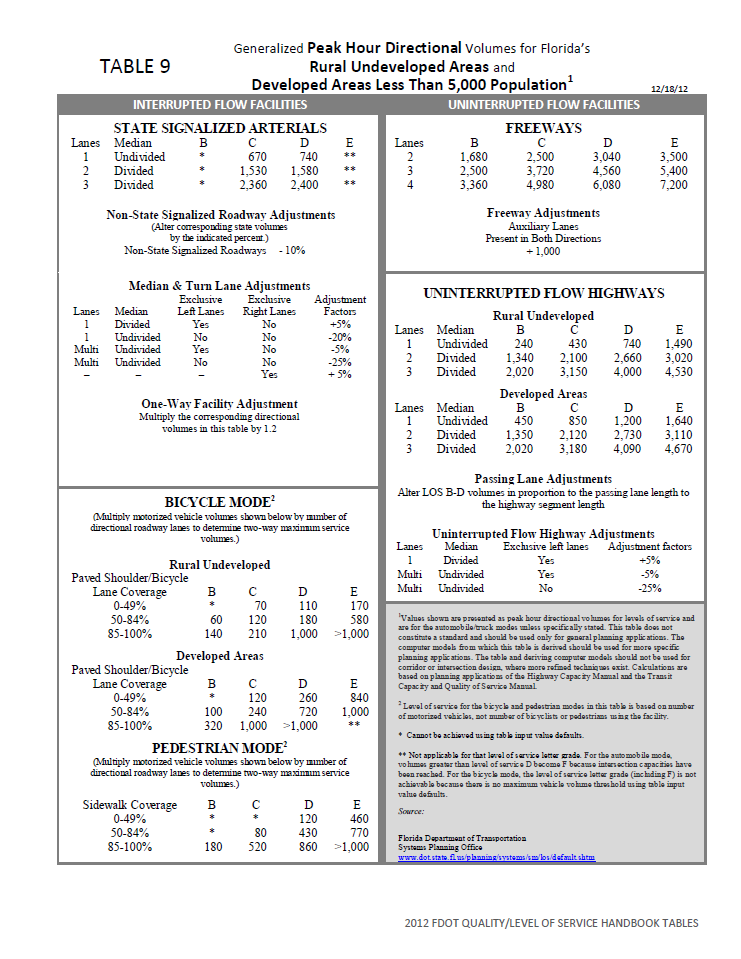 TABLE 9
Generalized Peak Hour Directional Volumes for Florida's
Rural Undeveloped Areas and
Developed Areas Less Than 5,000 Population1
12/18/12
INTERRUPTED FLOW FACILITIES
STATE SIGNALIZED ARTERIALS
Lanes Median B C D E
1 Undivided * 670 740 **
2 Divided * 1,530 1,580 **
3 Divided * 2,360 2,400 **
Non-State Signalized Roadway Adjustments
(Alter corresponding state volumes
by the indicated percent.)
Non-State Signalized Roadways - 10%
Median & Turn Lane Adjustments
Exclusive Exclusive Adjustment
Lanes Median Left Lanes Right Lanes Factors
1 Divided Yes No +5%
1 Undivided No No -20%
Multi Undivided Yes No -5%
Multi Undivided No No -25%
– – – Yes + 5%
One-Way Facility Adjustment
Multiply the corresponding directional
volumes in this table by 1.2
BICYCLE MODE2
(Multiply motorized vehicle volumes shown below by number of
directional roadway lanes to determine two-way maximum service
volumes.)
Rural Undeveloped
Paved Shoulder/Bicycle
Lane Coverage B C D E
0-49% * 70 110 170
50-84% 60 120 180 580
85-100% 140 210 1,000 >1,000
Developed Areas
Paved Shoulder/Bicycle
Lane Coverage B C D E
0-49% * 120 260 840
50-84% 100 240 720 1,000
85-100% 320 1,000 >1,000 **
PEDESTRIAN MODE2
(Multiply motorized vehicle volumes shown below by number of
directional roadway lanes to determine two-way maximum service
volumes.)
Sidewalk Coverage B C D E
0-49% * * 120 460
50-84% * 80 430 770
85-100% 180 520 860 >1,000
UNINTERRUPTED FLOW FACILITIES
FREEWAYS
Lanes B C D E
2 1,680 2,500 3,040 3,500
3 2,500 3,720 4,560 5,400
4 3,360 4,980 6,080 7,200
Freeway Adjustments
Auxiliary Lanes
Present in Both Directions
+ 1,000
UNINTERRUPTED FLOW HIGHWAYS
Rural Undeveloped
Lanes Median B C D E
1 Undivided 240 430 740 1,490
2 Divided 1,340 2,100 2,660 3,020
3 Divided 2,020 3,150 4,000 4,530
Developed Areas
Lanes Median B C D E
1 Undivided 450 850 1,200 1,640
2 Divided 1,350 2,120 2,730 3,110
3 Divided 2,020 3,180 4,090 4,670
Passing Lane Adjustments
Alter LOS B-D volumes in proportion to the passing lane length to
the highway segment length
Uninterrupted Flow Highway Adjustments
Lanes Median Exclusive left lanes Adjustment factors
1 Divided Yes +5%
Multi Undivided Yes -5%
Multi Undivided No -25%
1Values shown are presented as peak hour directional volumes for levels of service and
are for the automobile/truck modes unless specifically stated. This table does not
constitute a standard and should be used only for general planning applications. The
computer models from which this table is derived should be used for more specific
planning applications. The table and deriving computer models should not be used for
corridor or intersection design, where more refined techniques exist. Calculations are
based on planning applications of the Highway Capacity Manual and the Transit
Capacity and Quality of Service Manual.
2 Level of service for the bicycle and pedestrian modes in this table is based on number
of motorized vehicles, not number of bicyclists or pedestrians using the facility.
* Cannot be achieved using table input value defaults.
** Not applicable for that level of service letter grade. For the automobile mode,
volumes greater than level of service D become F because intersection capacities have
been reached. For the bicycle mode, the level of service letter grade (including F) is not
achievable because there is no maximum vehicle volume threshold using table input
value defaults.
Source:
Florida Department of Transportation
Systems Planning Office
www.dot.state.fl.us/planning/systems/sm/los/default.shtm
2012 FDOT QUALITY/LEVEL OF SERVICE HANDBOOK TABLES